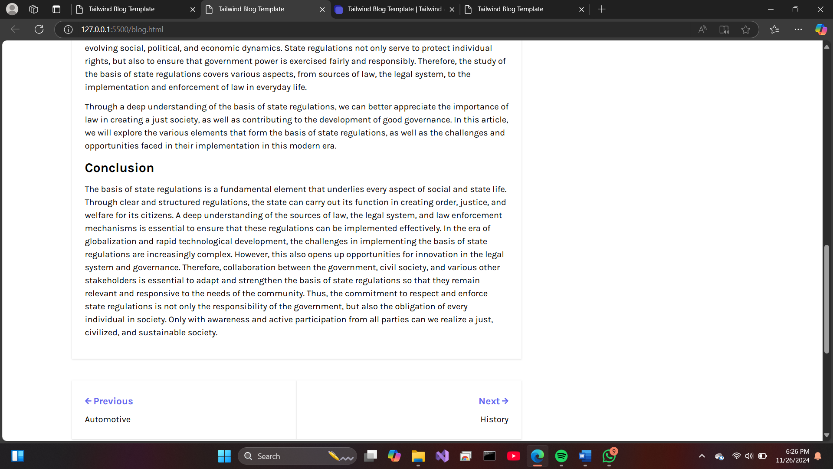 Tailwind Blog Template
Tailwind Blog Template
Tailwind Blog Template | Tailwind
Tailwind Blog Template
127.0.0.1:5500/blog.html
evolving social, political, and economic dynamics. State regulations not only serve to protect individual
rights, but also to ensure that government power is exercised fairly and responsibly. Therefore, the study of
the basis of state regulations covers various aspects, from sources of law, the legal system, to the
implementation and enforcement of law in everyday life.
Through a deep understanding of the basis of state regulations, we can better appreciate the importance of
law in creating a just society, as well as contributing to the development of good governance. In this article,
we will explore the various elements that form the basis of state regulations, as well as the challenges and
opportunities faced in their implementation in this modern era.
Conclusion
The basis of state regulations is a fundamental element that underlies every aspect of social and state life.
Through clear and structured regulations, the state can carry out its function in creating order, justice, and
welfare for its citizens. A deep understanding of the sources of law, the legal system, and law enforcement
mechanisms is essential to ensure that these regulations can be implemented effectively. In the era of
globalization and rapid technological development, the challenges in implementing the basis of state
regulations are increasingly complex. However, this also opens up opportunities for innovation in the legal
system and governance. Therefore, collaboration between the government, civil society, and various other
stakeholders is essential to adapt and strengthen the basis of state regulations so that they remain
relevant and responsive to the needs of the community. Thus, the commitment to respect and enforce
state regulations is not only the responsibility of the government, but also the obligation of every
individual in society. Only with awareness and active participation from all parties can we realize a just,
civilized, and sustainable society.
← Previous
Automotive
Next →
History
Search
6:26 PM
11/26/2024